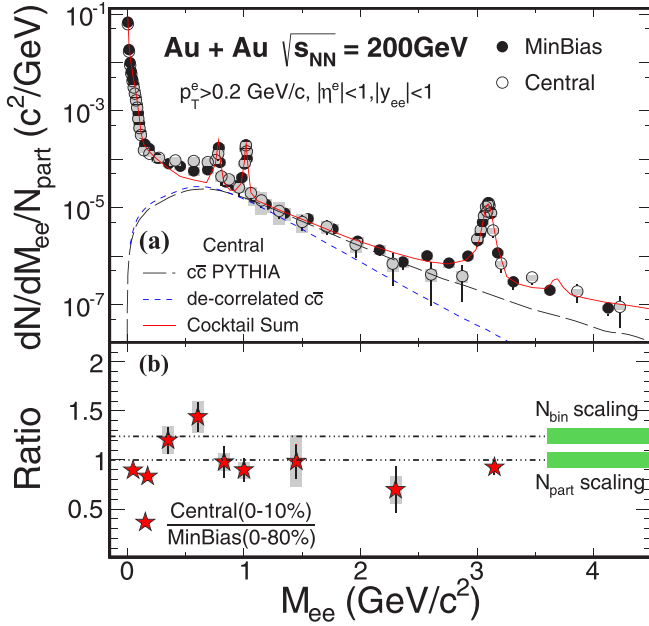 10⁻¹
10⁻³
10⁻⁵
10⁻⁷
dN/dM_ee/N_part (c²/GeV)
Au + Au √s_NN = 200GeV
p_T^e>0.2 GeV/c, |η^e|<1,|y_ee|<1
MinBias
Central
(a)
Central
cc̄ PYTHIA
de-correlated cc̄
Cocktail Sum
(b)
2
1.5
1
0.5
Ratio
N_bin scaling
N_part scaling
Central(0-10%)
MinBias(0-80%)
0 1 2 3 4
M_ee (GeV/c²)